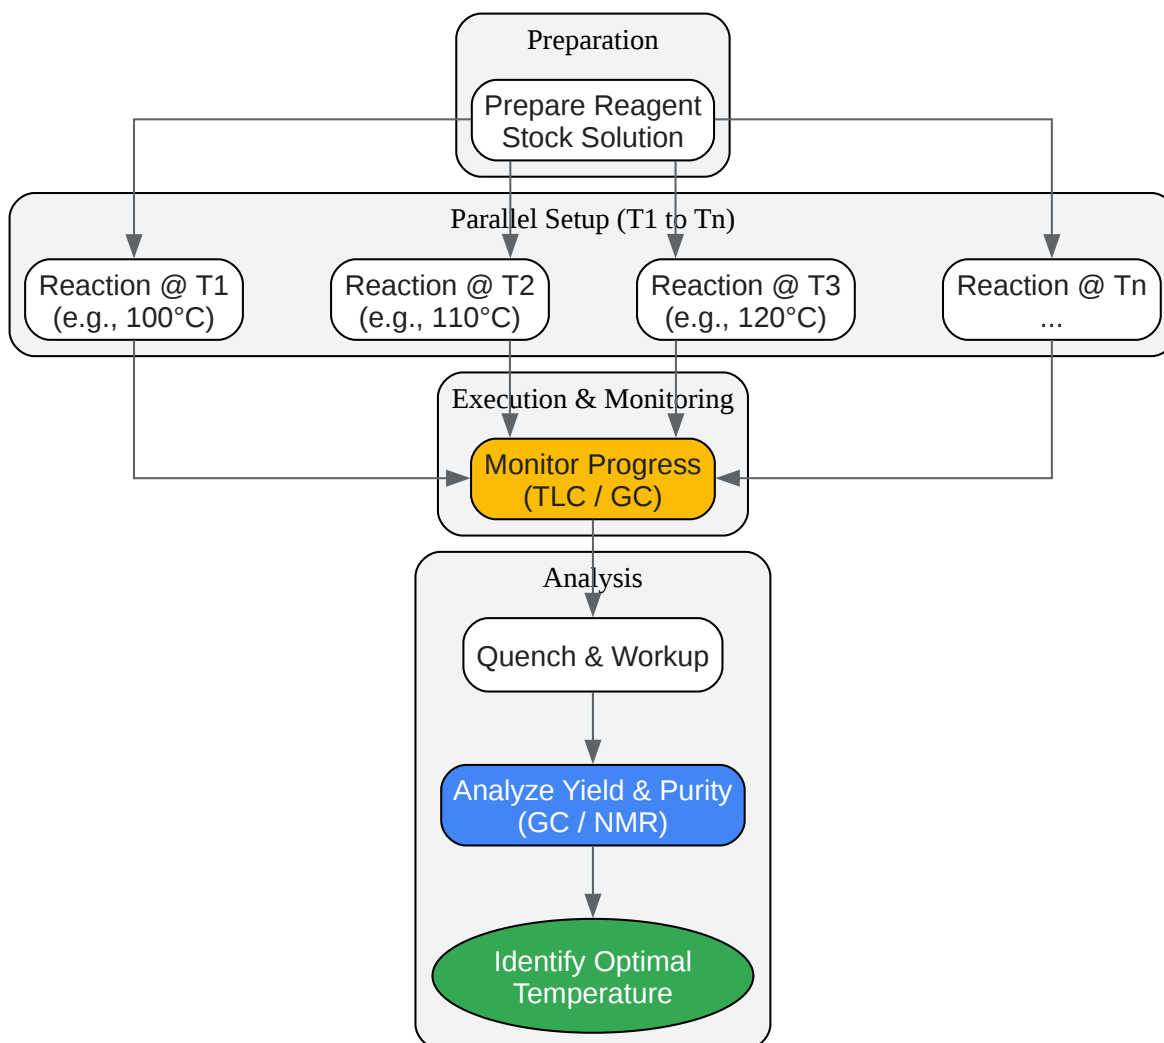 Preparation
Prepare Reagent
Stock Solution
Parallel Setup (T1 to Tn)
Reaction @ T1
(e.g., 100°C)
Reaction @ T2
(e.g., 110°C)
Reaction @ T3
(e.g., 120°C)
Reaction @ Tn
...
Execution & Monitoring
Monitor Progress
(TLC / GC)
Analysis
Quench & Workup
Analyze Yield & Purity
(GC / NMR)
Identify Optimal
Temperature